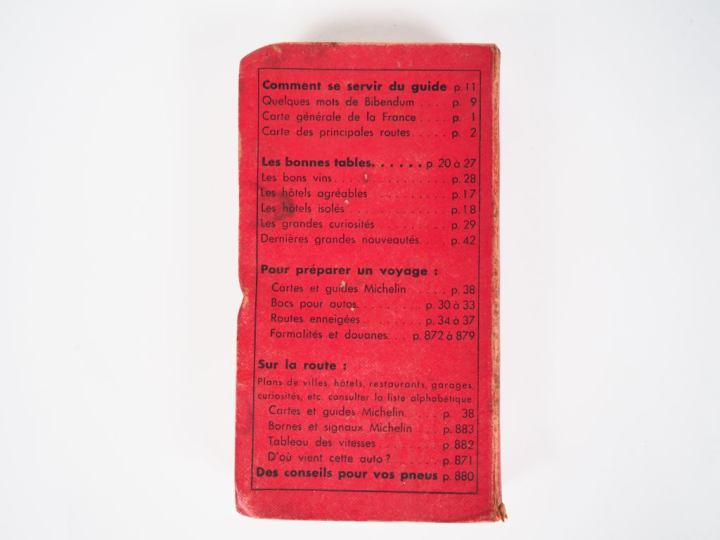 Comment se servir du guide p. 11
Quelques mots de Bibendum .... p. 9
Carte générale de la France .... p. 1
Carte des principales routes .... p. 2
Les bonnes tables. . . . . . p. 20 à 27
Les bons vins .................. p. 28
Les hôtels agréables ............ p. 17
Les hôtels isolés ............... p. 18
Les grandes curiosités .......... p. 29
Dernières grandes nouveautés. ... p. 42
Pour préparer un voyage :
Cartes et guides Michelin ..... p. 38
Bacs pour autos. ......... p. 30 à 33
Routes enneigées ........ p. 34 à 37
Formalités et douanes. .. p. 872 à 879
Sur la route :
Plans de villes, hôtels, restaurants, garages,
curiosités, etc. consulter la liste alphabétique.
Cartes et guides Michelin. .... p. 38
Bornes et signaux Michelin .... p. 883
Tableau des vitesses ......... p. 882
D'où vient cette auto ? ...... p. 871
Des conseils pour vos pneus p. 880